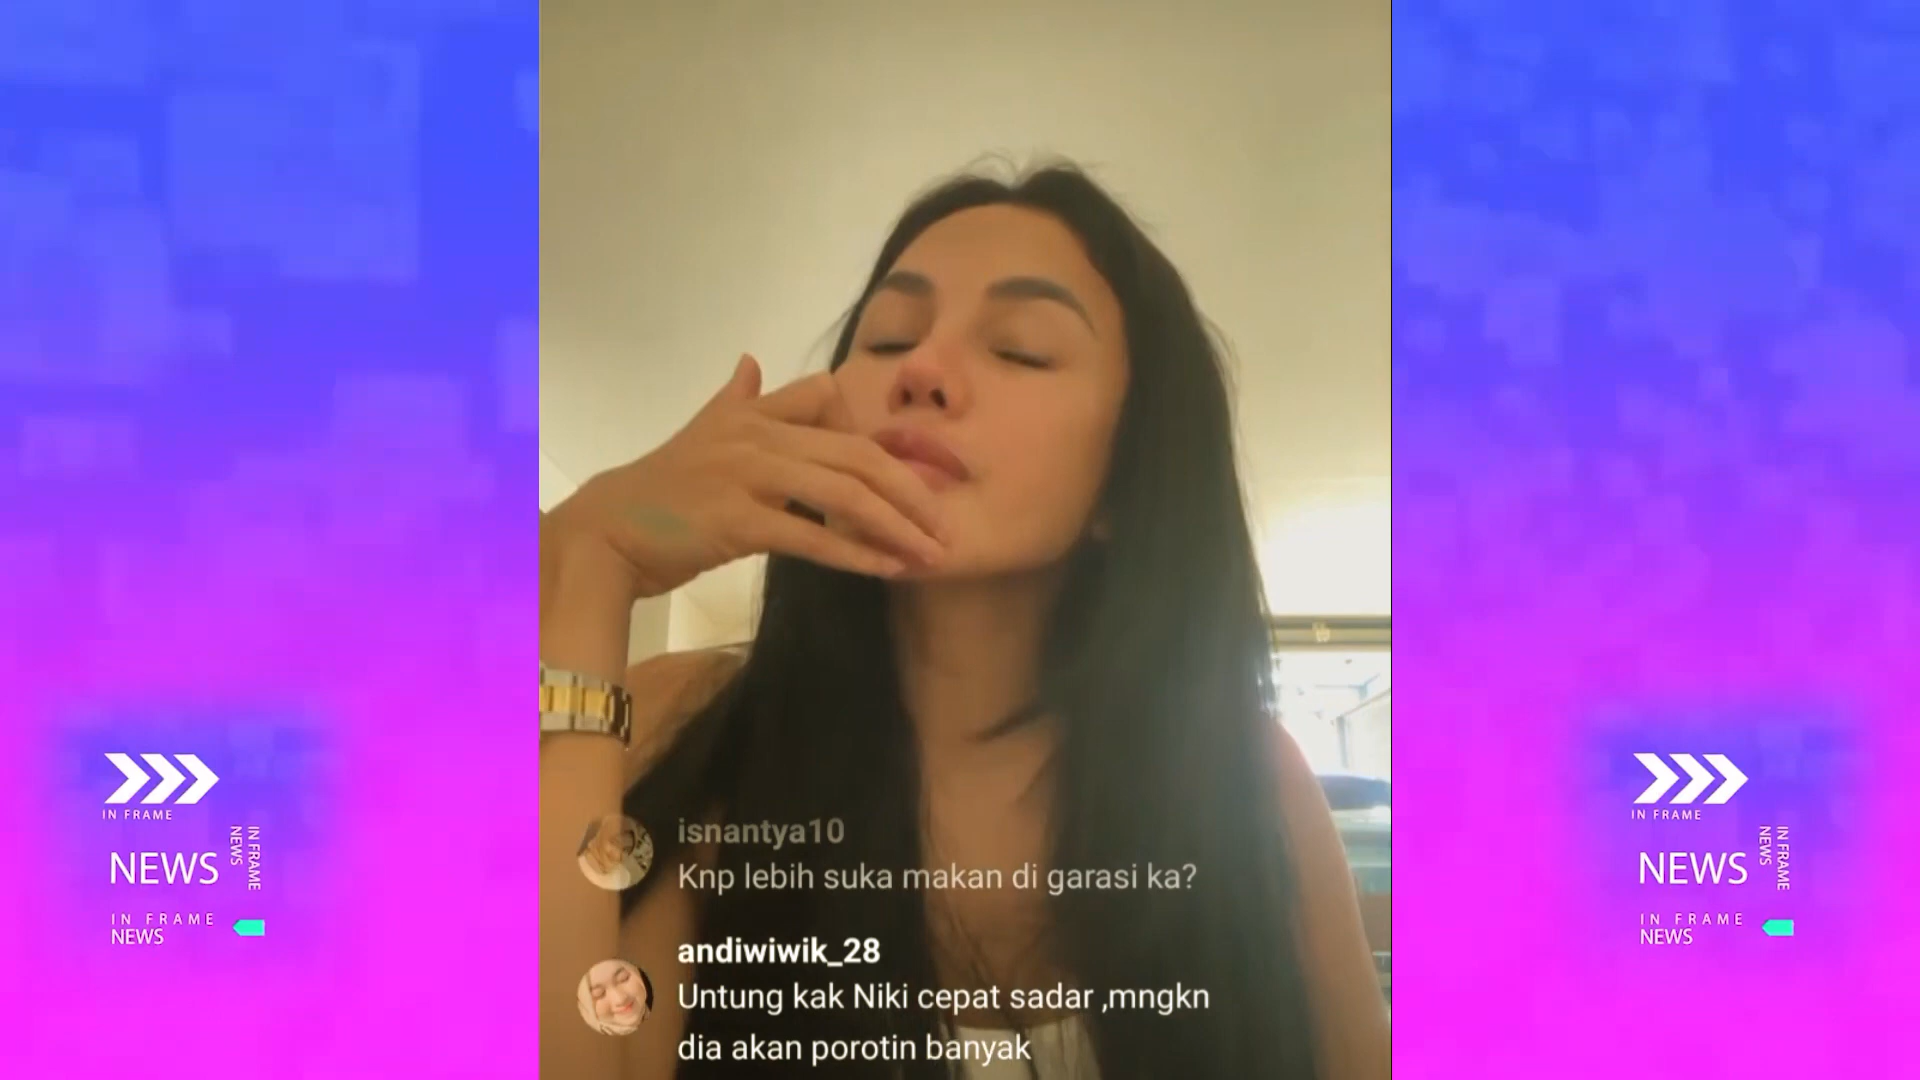 IN FRAME
NEWS
IN FRAME
NEWS
IN FRAME
NEWS
isnantya10
Knp lebih suka makan di garasi ka?
andiwiwik_28
Untung kak Niki cepat sadar ,mngkn
dia akan porotin banyak
IN FRAME
NEWS
IN FRAME
NEWS
IN FRAME
NEWS